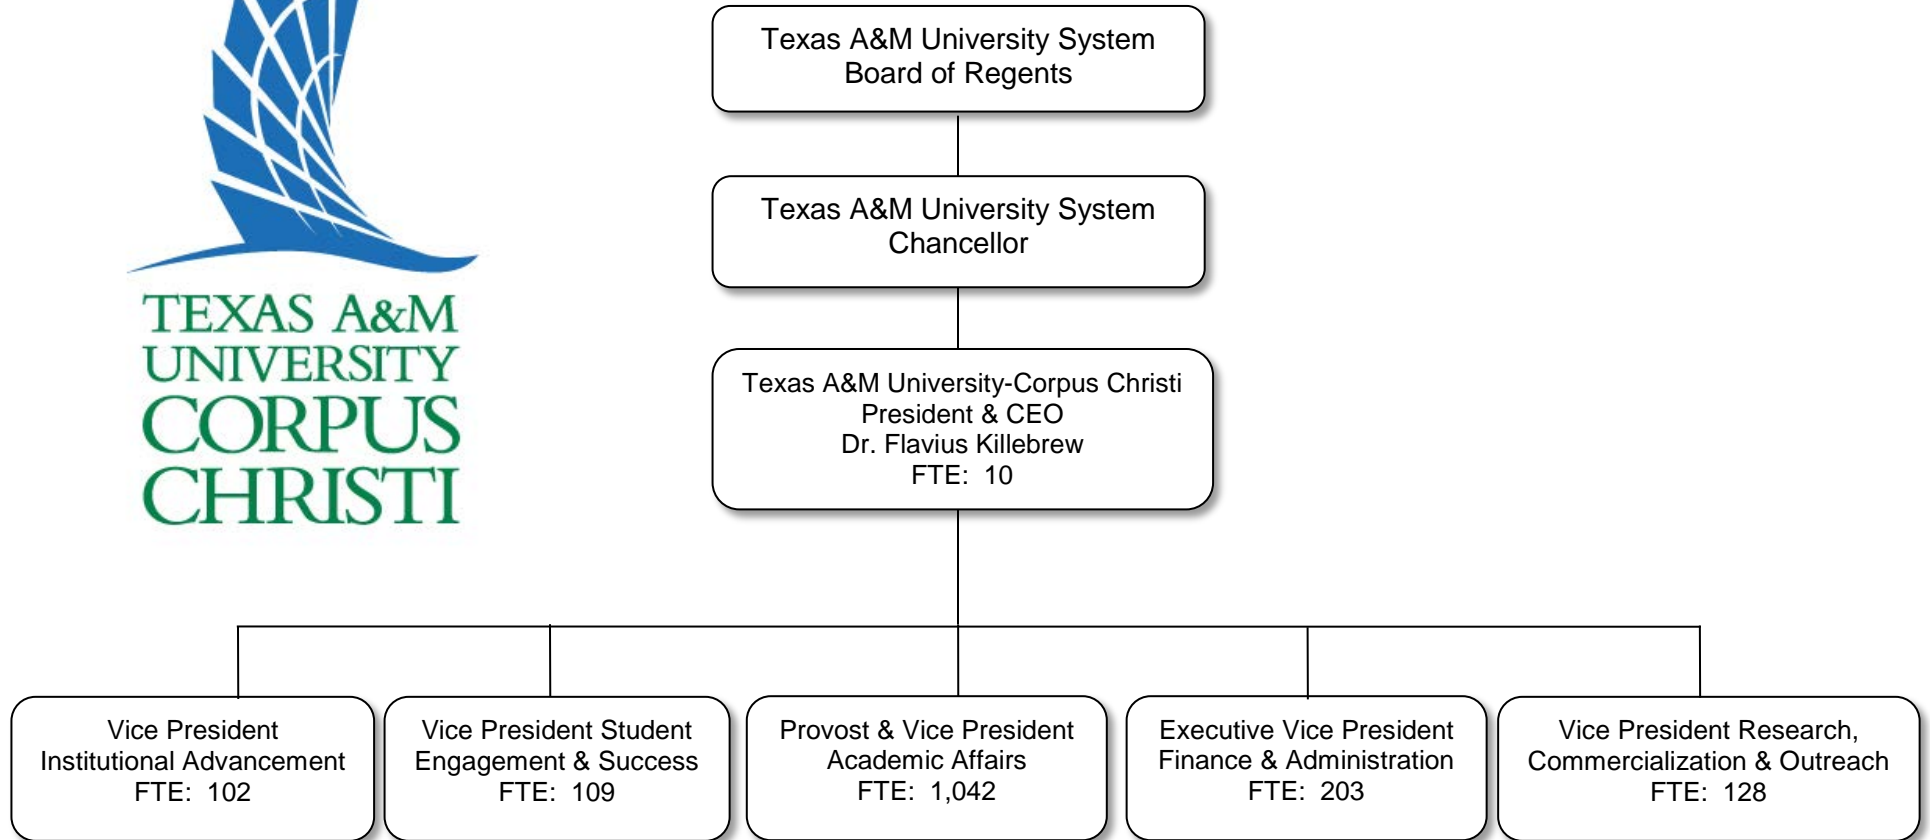 Texas A&M University System
Board of Regents
Texas A&M University System
Chancellor
TEXAS A&M
UNIVERSITY
CORPUS
CHRISTI
Texas A&M University-Corpus Christi
President & CEO
Dr. Flavius Killebrew
FTE:  10
Vice President
Institutional Advancement
FTE:  102
Vice President Student
Engagement & Success
FTE:  109
Provost & Vice President
Academic Affairs
FTE:  1,042
Executive Vice President
Finance & Administration
FTE:  203
Vice President Research,
Commercialization & Outreach
FTE:  128